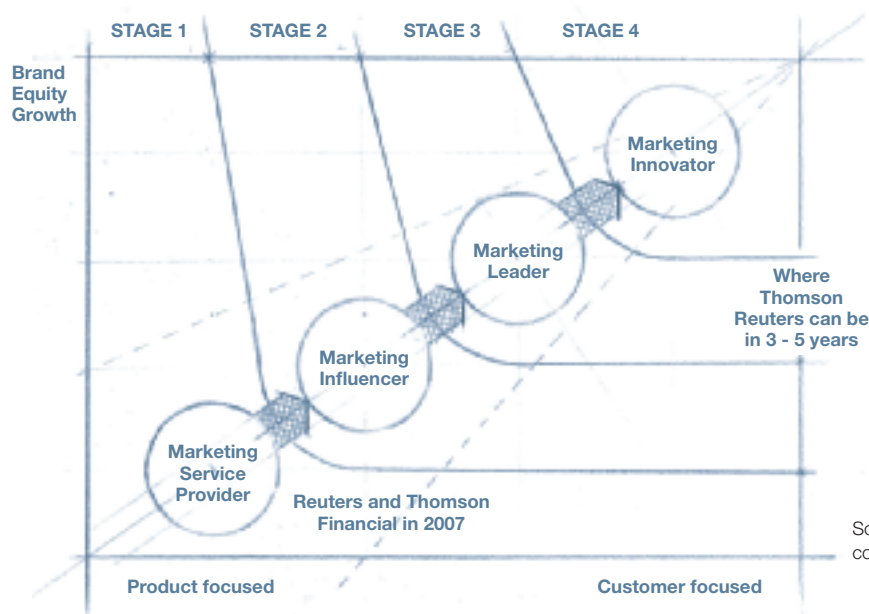 STAGE 1
STAGE 2
STAGE 3
STAGE 4
Brand
Equity
Growth
Marketing
Innovator
Marketing
Leader
Where
Thomson
Reuters can be
in 3 - 5 years
Marketing
Influencer
Marketing
Service
Provider
Reuters and Thomson
Financial in 2007
Product focused
Customer focused